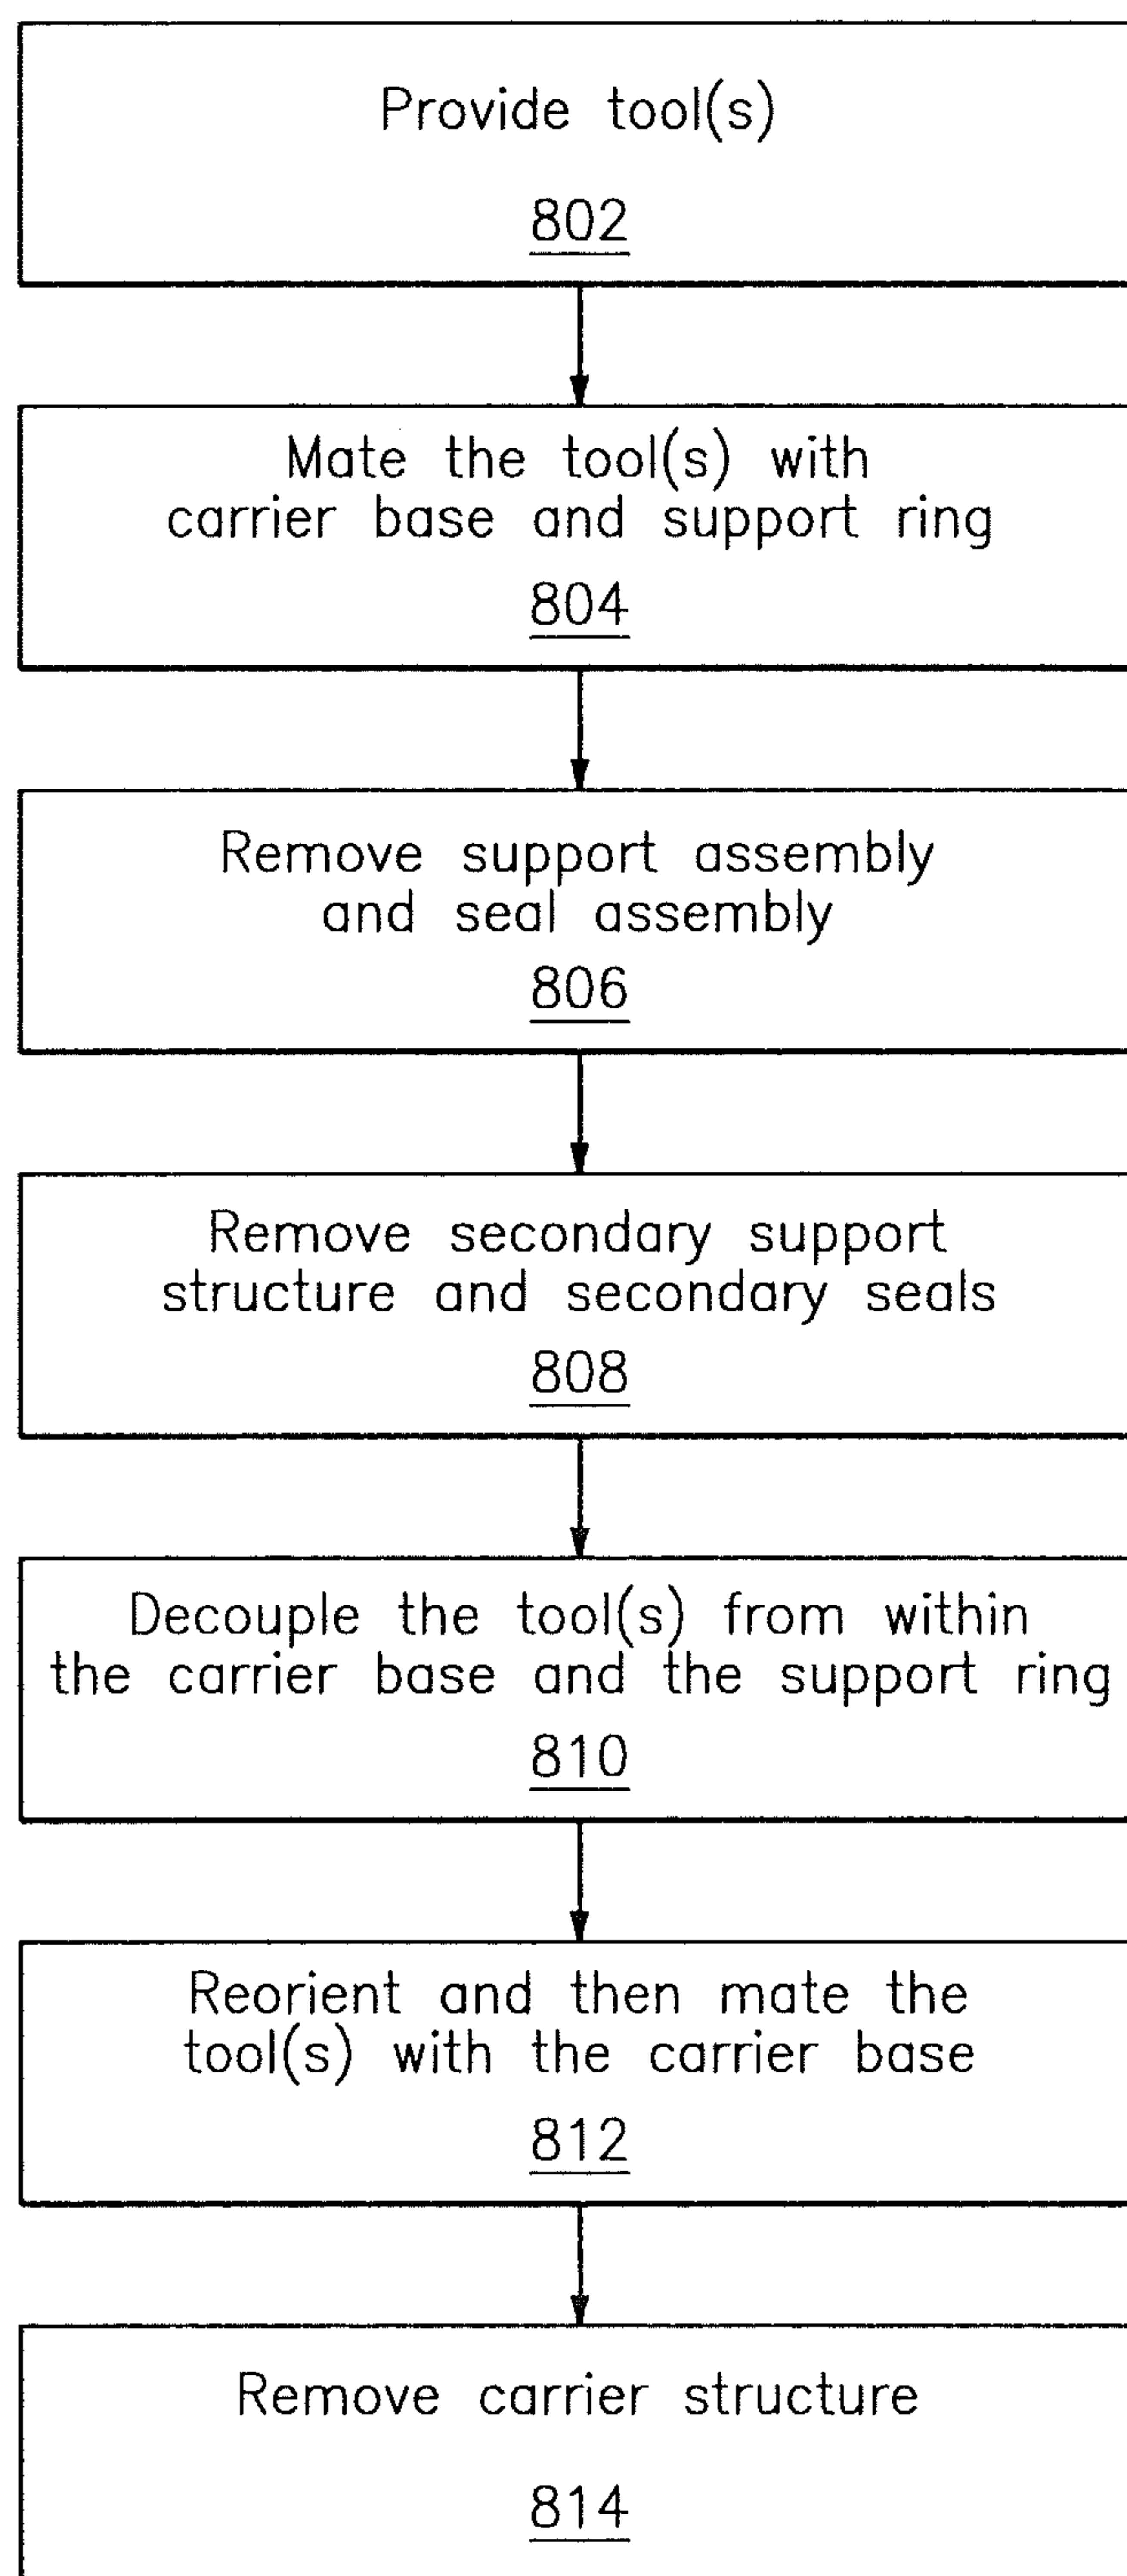 Provide tool(s)
802
Mate the tool(s) with
carrier base and support ring
804
Remove support assembly
and seal assembly
806
Remove secondary support
structure and secondary seals
808
Decouple the tool(s) from within
the carrier base and the support ring
810
Reorient and then mate the
tool(s) with the carrier base
812
Remove carrier structure
814